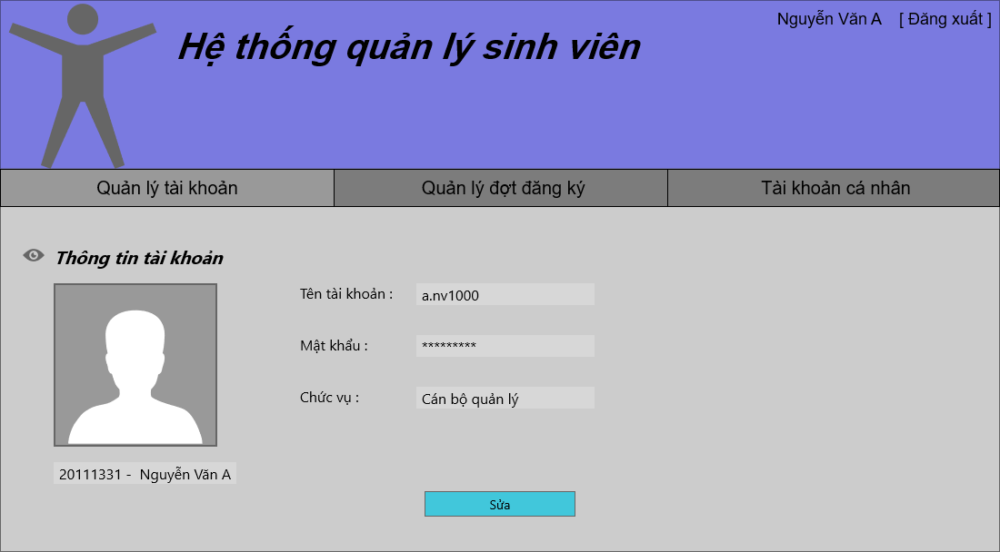 Nguyễn Văn A [ Đăng xuất ]
Hệ thống quản lý sinh viên
Quản lý tài khoản
Quản lý đợt đăng ký
Tài khoản cá nhân
Thông tin tài khoản
Tên tài khoản : a.nv1000
Mật khẩu : *********
Chức vụ : Cán bộ quản lý
20111331 - Nguyễn Văn A
Sửa